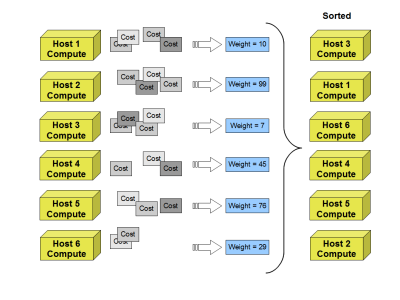 Sorted
Host 1
Compute
Cost
Cost
Cost
Cost
Weight = 10
Host 3
Compute
Host 2
Compute
Cost
Cost
Cost
Cost
Weight = 99
Host 1
Compute
Host 3
Compute
Cost
Cost
Cost
Cost
Weight = 7
Host 6
Compute
Host 4
Compute
Cost
Cost
Cost
Weight = 45
Host 4
Compute
Host 5
Compute
Cost
Cost
Cost
Cost
Weight = 76
Host 5
Compute
Host 6
Compute
Cost
Cost
Weight = 29
Host 2
Compute